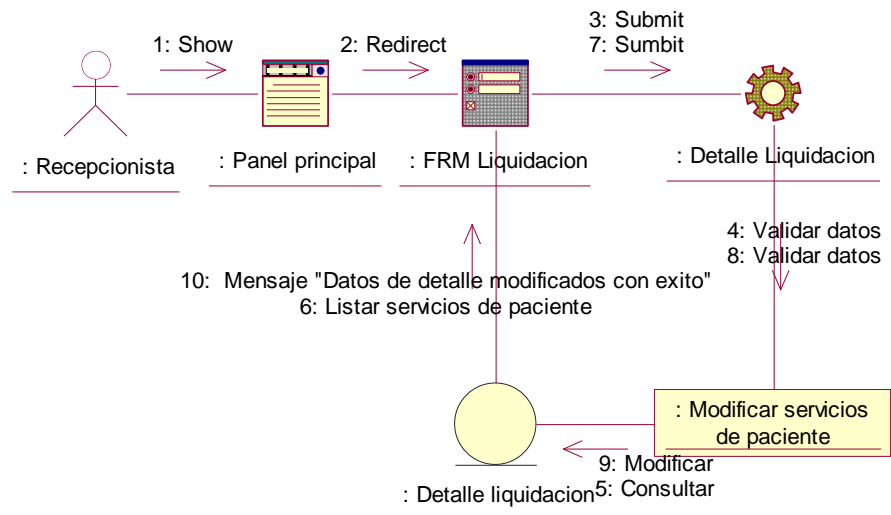 1: Show
2: Redirect
3: Submit
7: Sumbit
: Recepcionista
: Panel principal
: FRM Liquidacion
: Detalle Liquidacion
4: Validar datos
8: Validar datos
10:  Mensaje "Datos de detalle modificados con exito"
6: Listar servicios de paciente
: Modificar servicios
de paciente
9: Modificar
5: Consultar
: Detalle liquidacion